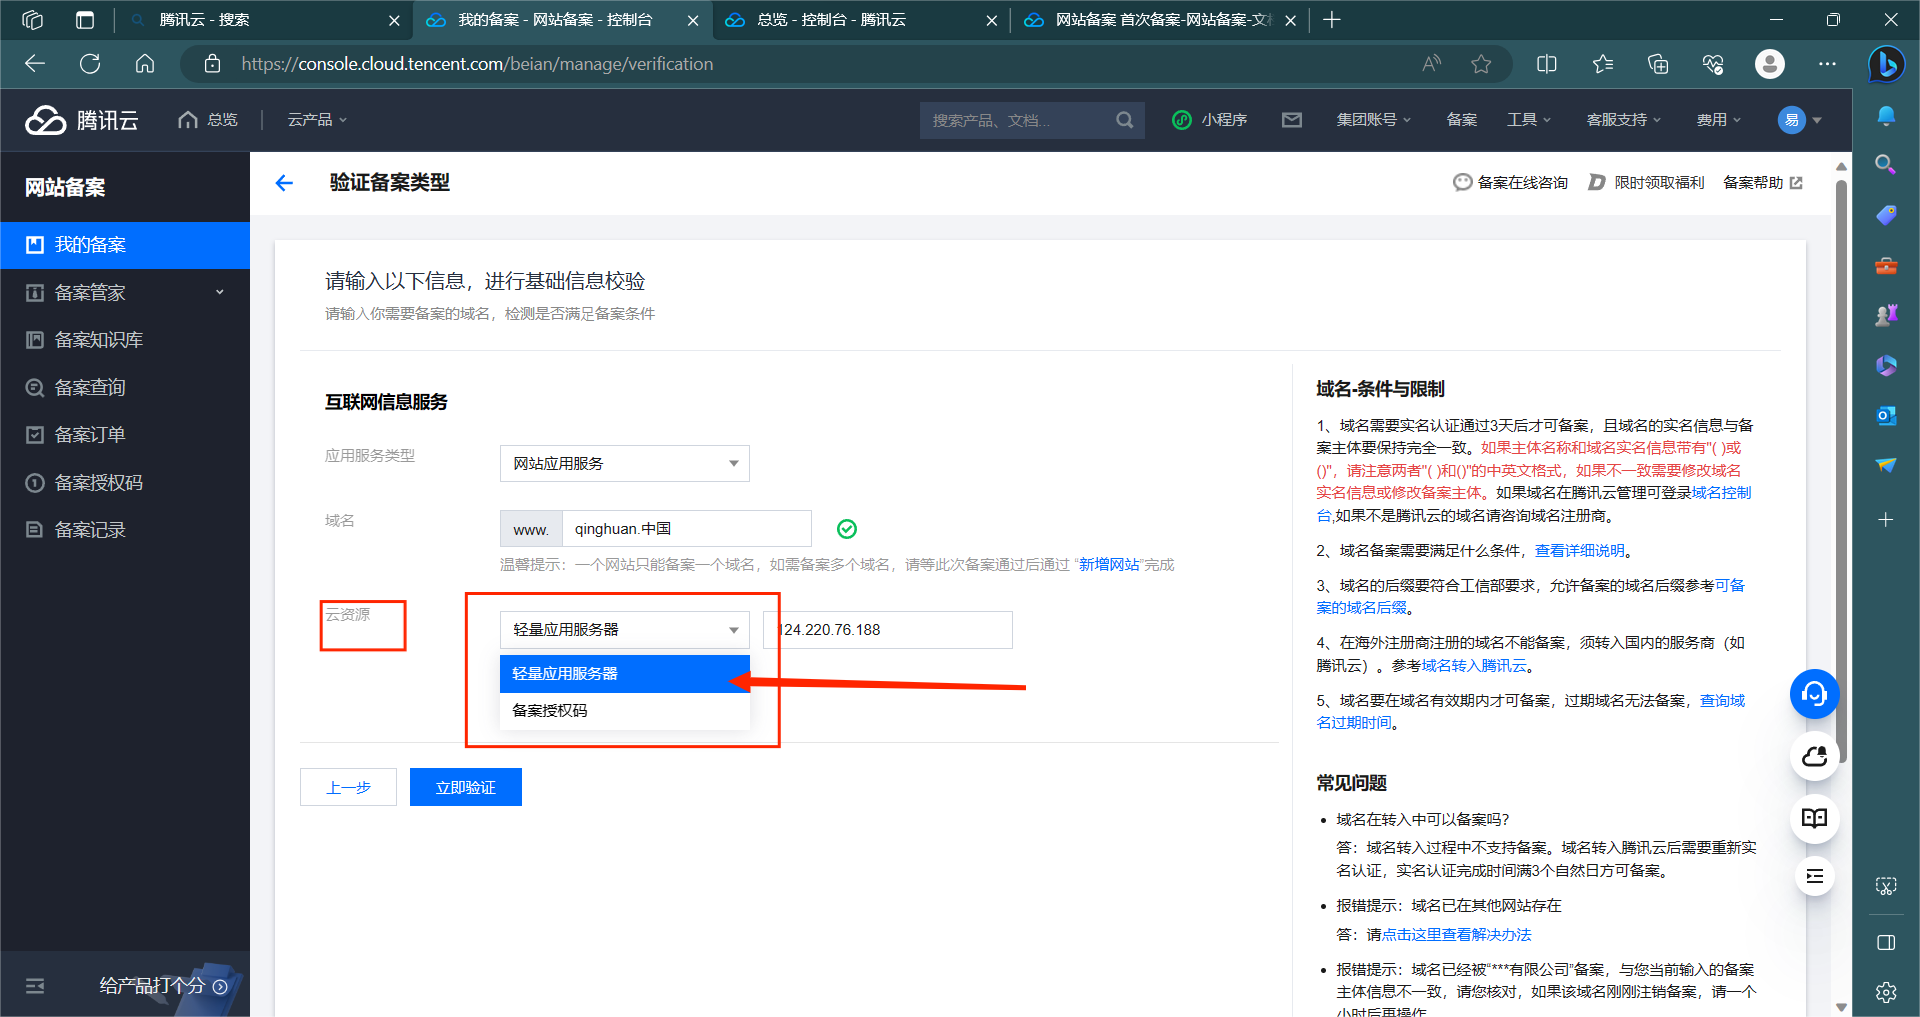 腾讯云 - 搜索
我的备案 - 网站备案 - 控制台
总览 - 控制台 - 腾讯云
网站备案 首次备案-网站备案-文档
https://console.cloud.tencent.com/beian/manage/verification
腾讯云
总览
云产品
搜索产品、文档...
小程序
集团账号
备案
工具
客服支持
费用
易
网站备案
我的备案
备案管家
备案知识库
备案查询
备案订单
备案授权码
备案记录
给产品打个分
验证备案类型
备案在线咨询
限时领取福利
备案帮助
请输入以下信息，进行基础信息校验
请输入你需要备案的域名，检测是否满足备案条件
互联网信息服务
应用服务类型
网站应用服务
域名
www.
qinghuan.中国
温馨提示：一个网站只能备案一个域名，如需备案多个域名，请等此次备案通过后通过 “新增网站”完成
云资源
轻量应用服务器
124.220.76.188
轻量应用服务器
备案授权码
上一步
立即验证
域名-条件与限制
1、域名需要实名认证通过3天后才可备案，且域名的实名信息与备
案主体要保持完全一致。如果主体名称和域名实名信息带有"( )或
()"，请注意两者"( )和()"的中英文格式，如果不一致需要修改域名
实名信息或修改备案主体。如果域名在腾讯云管理可登录域名控制
台,如果不是腾讯云的域名请咨询域名注册商。
2、域名备案需要满足什么条件，查看详细说明。
3、域名的后缀要符合工信部要求，允许备案的域名后缀参考可备
案的域名后缀。
4、在海外注册商注册的域名不能备案，须转入国内的服务商（如
腾讯云）。参考域名转入腾讯云。
5、域名要在域名有效期内才可备案，过期域名无法备案，查询域
名过期时间。
常见问题
域名在转入中可以备案吗？
答：域名转入过程中不支持备案。域名转入腾讯云后需要重新实
名认证，实名认证完成时间满3个自然日方可备案。
报错提示：域名已在其他网站存在
答：请点击这里查看解决办法
报错提示：域名已经被“***有限公司”备案，与您当前输入的备案
主体信息不一致，请您核对，如果该域名刚刚注销备案，请一个
小时后再操作